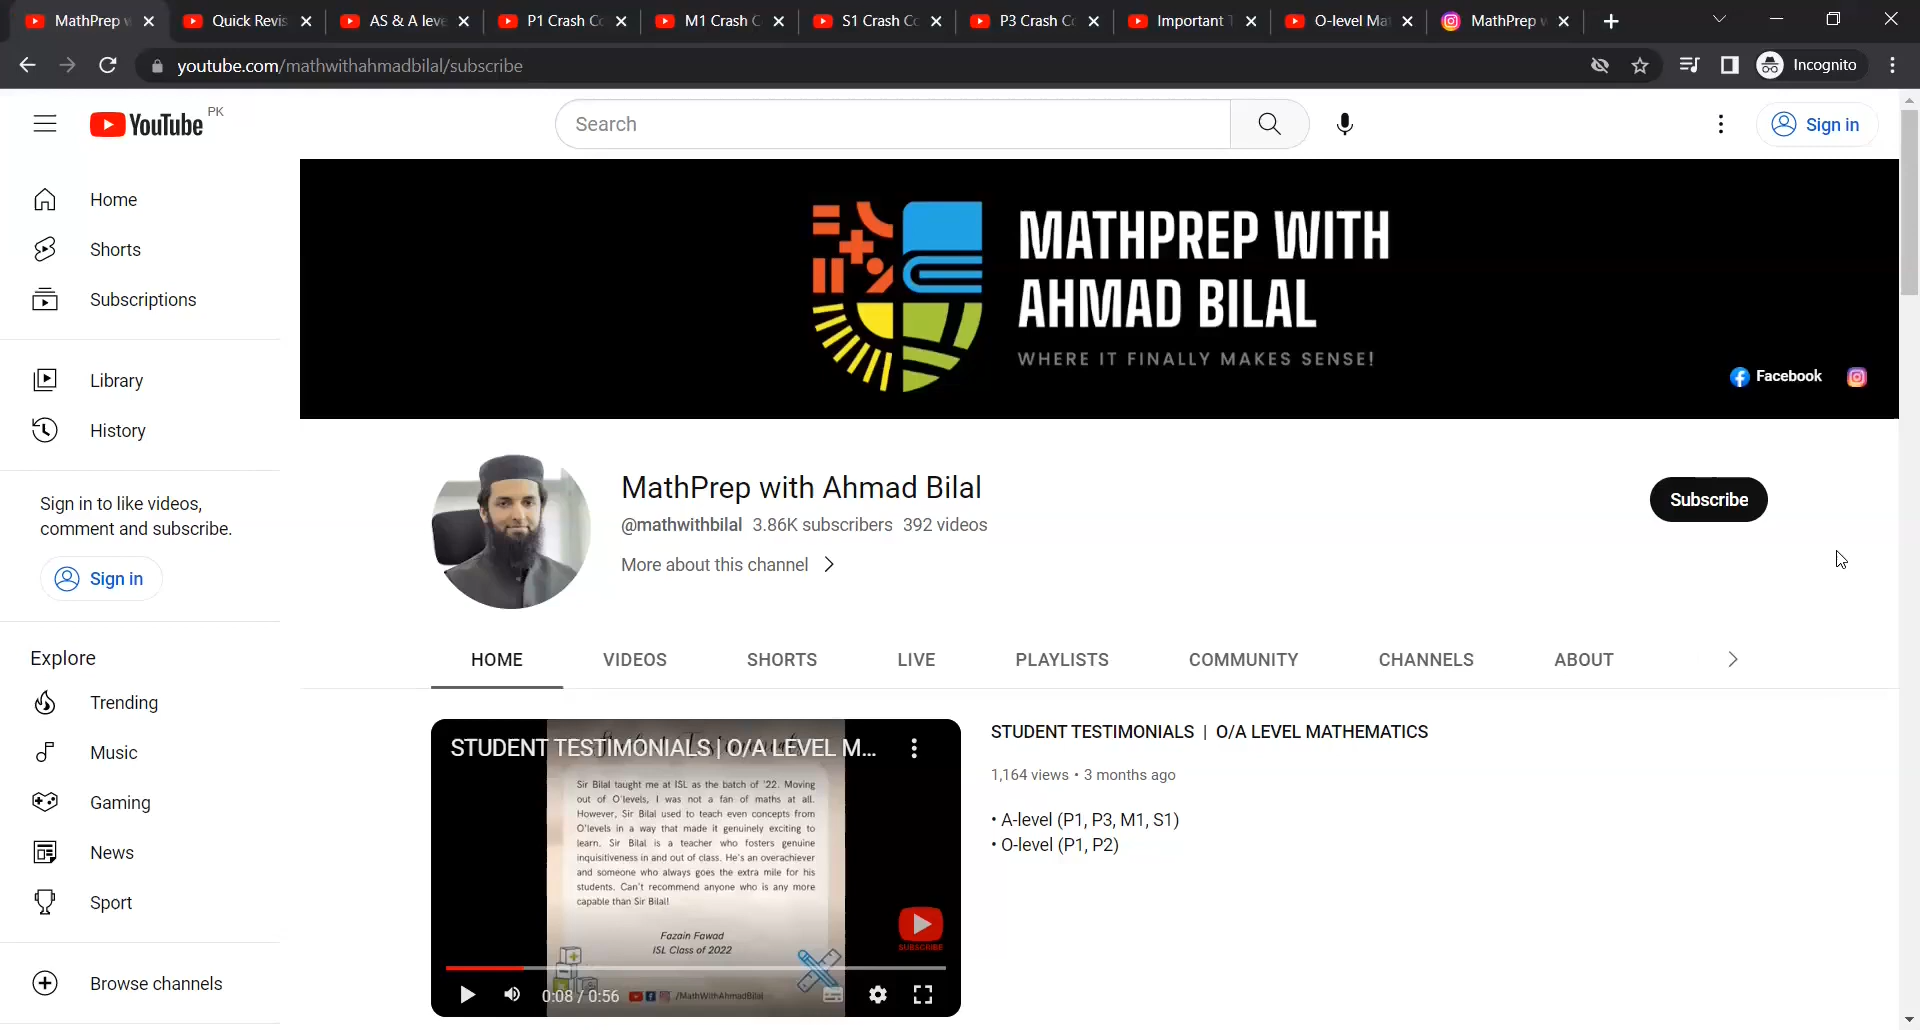 MathPrep w
Quick Revis
AS & A leve
P1 Crash Co
M1 Crash C
S1 Crash Co
P3 Crash Co
Important T
O-level Mat
MathPrep w
youtube.com/mathwithahmadbilal/subscribe
Incognito
YouTube PK
Search
Sign in
Home
Shorts
Subscriptions
Library
History
Sign in to like videos,
comment and subscribe.
Sign in
Explore
Trending
Music
Gaming
News
Sport
Browse channels
MATHPREP WITH
AHMAD BILAL
WHERE IT FINALLY MAKES SENSE!
Facebook
MathPrep with Ahmad Bilal
@mathwithbilal 3.86K subscribers 392 videos
More about this channel
Subscribe
HOME
VIDEOS
SHORTS
LIVE
PLAYLISTS
COMMUNITY
CHANNELS
ABOUT
STUDENT TESTIMONIALS | O/A LEVEL M...
Sir Bilal taught me at ISL as the batch of '22. Moving
out of O'levels, I was not a fan of maths at all.
However, Sir Bilal used to teach even concepts from
O'levels in a way that made it genuinely exciting to
learn. Sir Bilal is a teacher who fosters genuine
inquisitiveness in and out of class. He's an overachiever
and someone who always goes the extra mile for his
students. Can't recommend anyone who is any more
capable than Sir Bilal!
Fazain Fawad
ISL Class of 2022
SUBSCRIBE
0:08 / 0:56
/MathWithAhmadBilal
STUDENT TESTIMONIALS | O/A LEVEL MATHEMATICS
1,164 views • 3 months ago
• A-level (P1, P3, M1, S1)
• O-level (P1, P2)